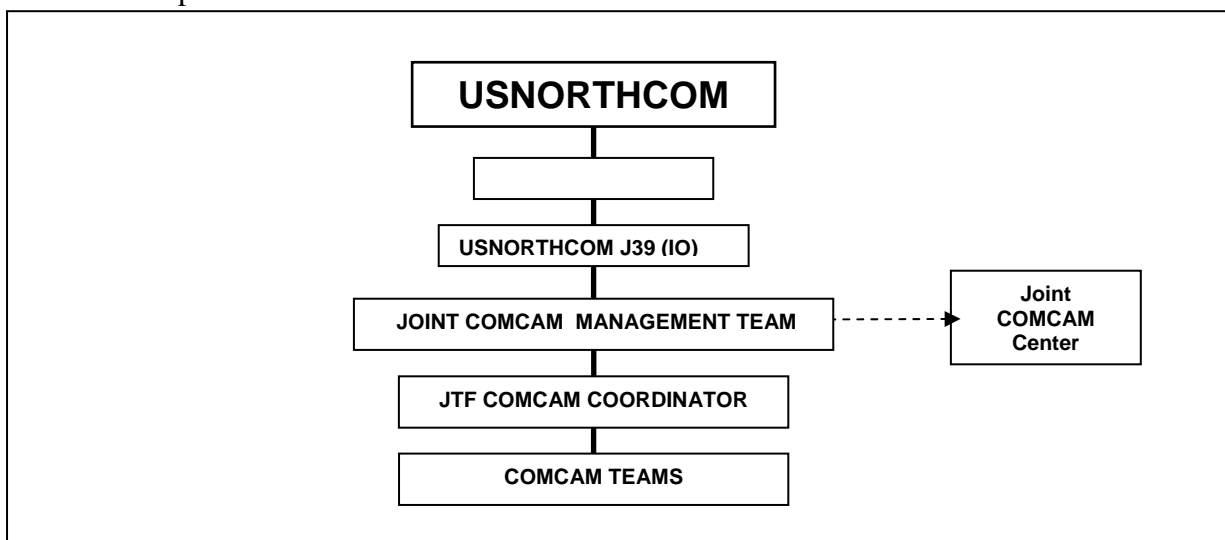 USNORTHCOM
USNORTHCOM J39 (IO)
JOINT COMCAM MANAGEMENT TEAM
Joint
COMCAM
Center
JTF COMCAM COORDINATOR
COMCAM TEAMS